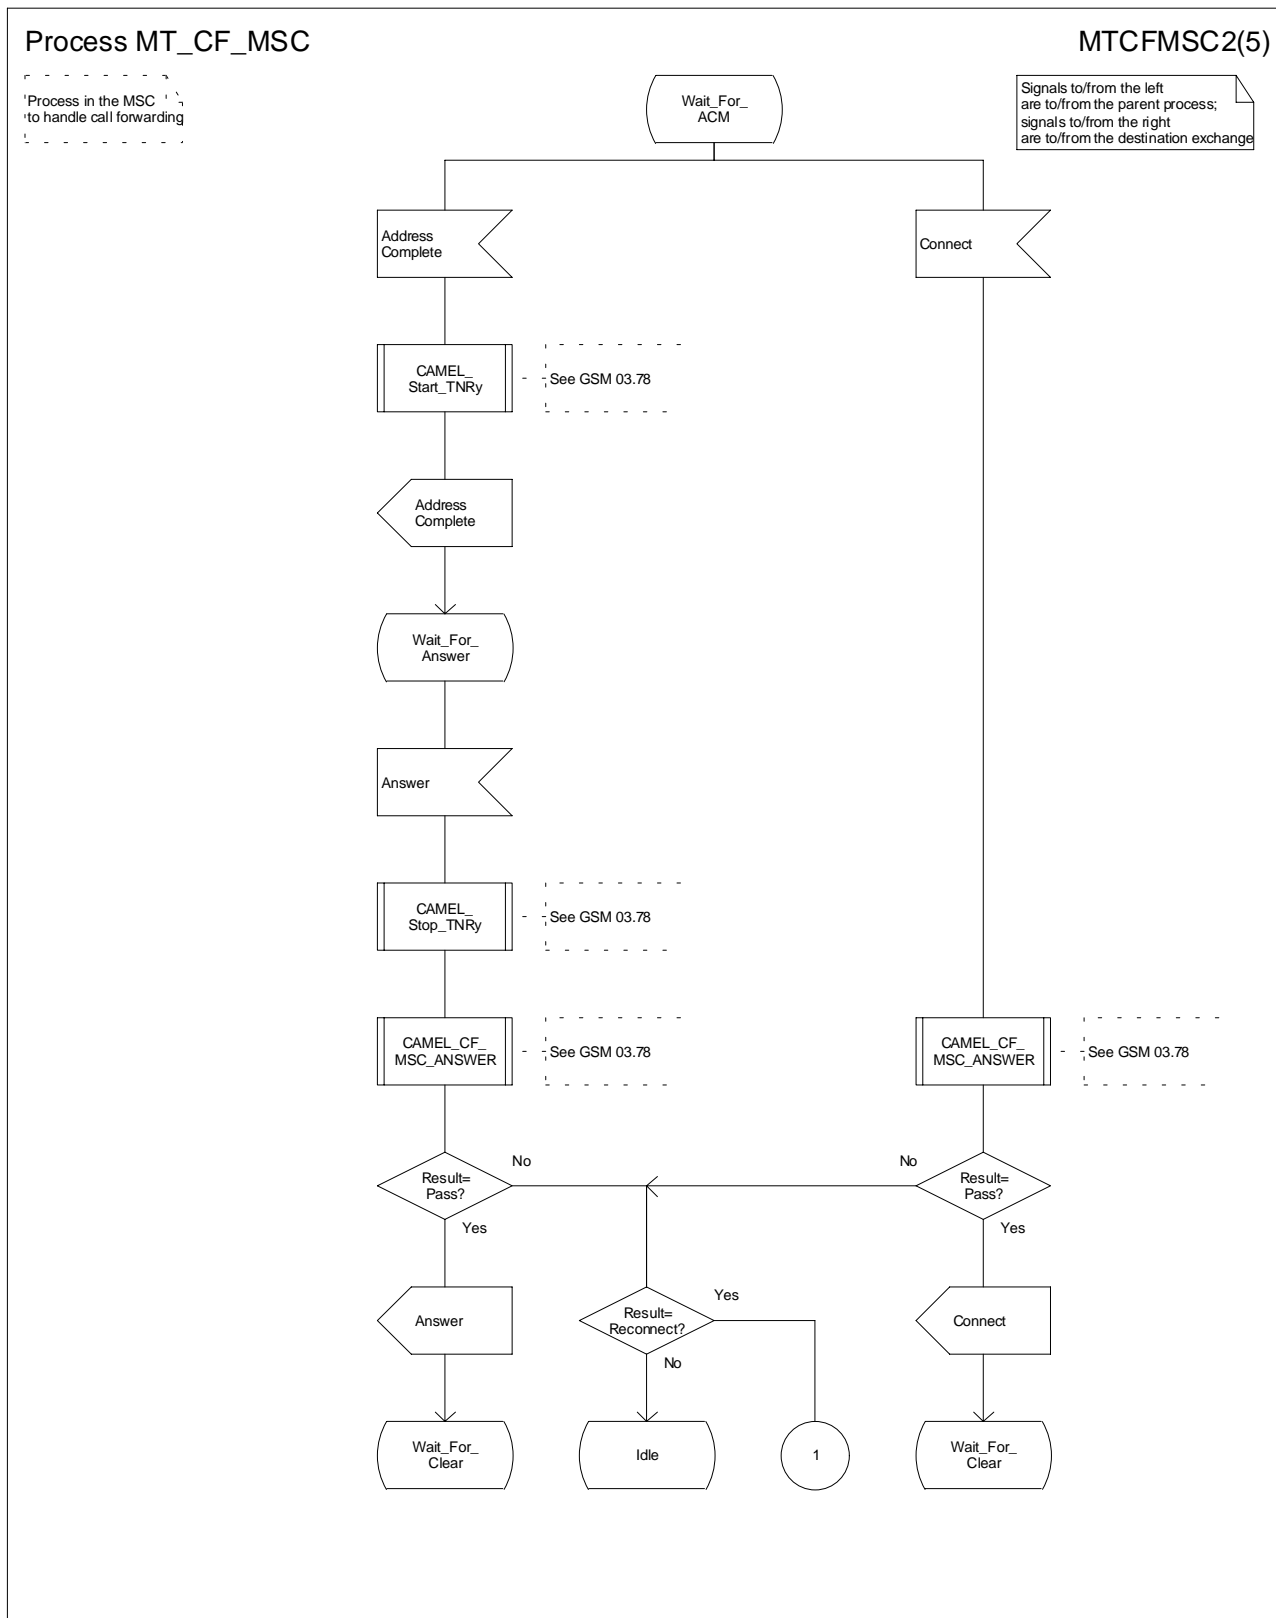 Process MT_CF_MSC
MTCFMSC2(5)
Process in the MSC
to handle call forwarding
Signals to/from the left
are to/from the parent process;
signals to/from the right
are to/from the destination exchange
Wait_For_
ACM
Address
Complete
Connect
CAMEL_
Start_TNRy
See GSM 03.78
Address
Complete
Wait_For_
Answer
Answer
CAMEL_
Stop_TNRy
See GSM 03.78
CAMEL_CF_
MSC_ANSWER
See GSM 03.78
CAMEL_CF_
MSC_ANSWER
See GSM 03.78
Result=
Pass?
No
Yes
No
Result=
Pass?
Yes
Answer
Result=
Reconnect?
Yes
No
Connect
Wait_For_
Clear
Idle
1
Wait_For_
Clear